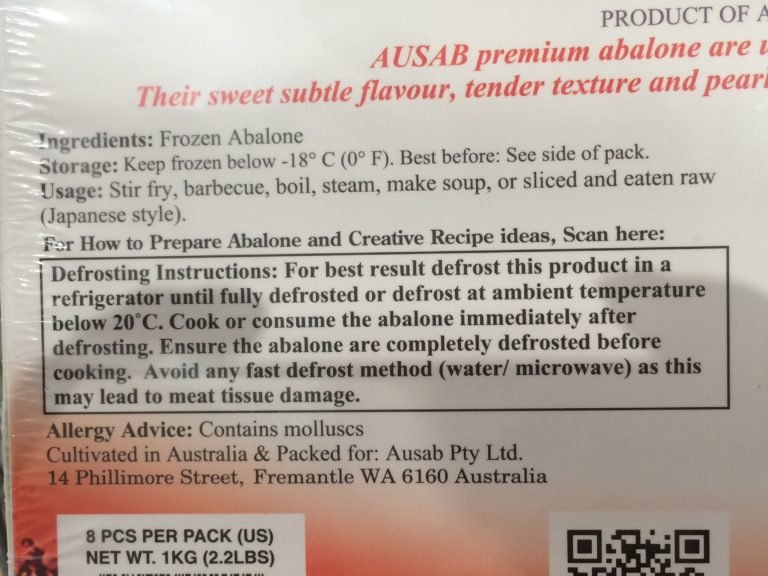 PRODUCT OF
AUSAB premium abalone are
Their sweet subtle flavour, tender texture and
Ingredients: Frozen Abalone
Storage: Keep frozen below -18° C (0° F). Best before: See side of pack.
Usage: Stir fry, barbecue, boil, steam, make soup, or sliced and eaten raw
(Japanese style).
For How to Prepare Abalone and Creative Recipe ideas, Scan here:
Defrosting Instructions: For best result defrost this product in a
refrigerator until fully defrosted or defrost at ambient temperature
below 20°C. Cook or consume the abalone immediately after
defrosting. Ensure the abalone are completely defrosted before
cooking. Avoid any fast defrost method (water/ microwave) as this
may lead to meat tissue damage.
Allergy Advice: Contains molluscs
Cultivated in Australia & Packed for: Ausab Pty Ltd.
14 Phillimore Street, Fremantle WA 6160 Australia
8 PCS PER PACK (US)
NET WT. 1KG (2.2LBS)